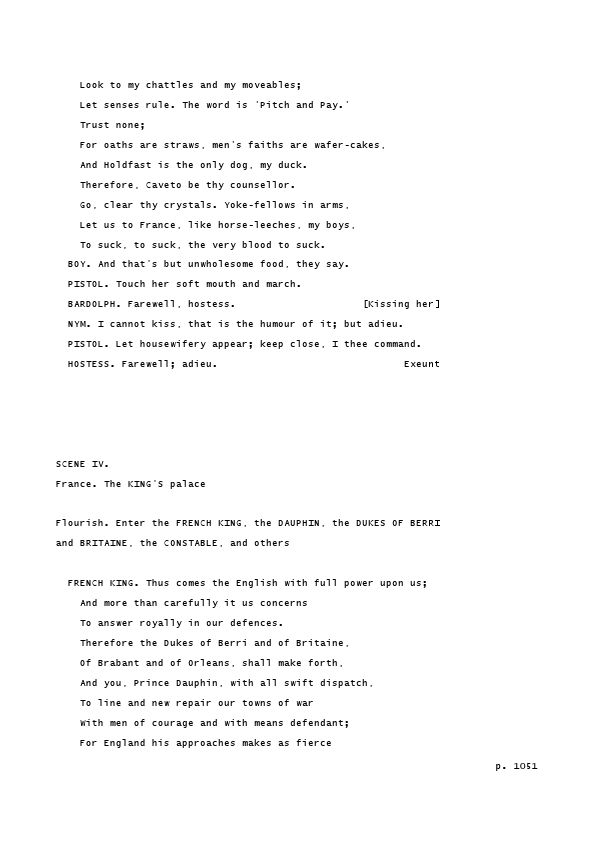 Look to my chattles and my moveables;
Let senses rule. The word is 'Pitch and Pay.'
Trust none;
For oaths are straws, men's faiths are wafer-cakes,
And Holdfast is the only dog, my duck.
Therefore, Caveto be thy counsellor.
Go, clear thy crystals. Yoke-fellows in arms,
Let us to France, like horse-leeches, my boys,
To suck, to suck, the very blood to suck.
BOY. And that's but unwholesome food, they say.
PISTOL. Touch her soft mouth and march.
BARDOLPH. Farewell, hostess. [Kissing her]
NYM. I cannot kiss, that is the humour of it; but adieu.
PISTOL. Let housewifery appear; keep close, I thee command.
HOSTESS. Farewell; adieu. Exeunt
SCENE IV.
France. The KING'S palace
Flourish. Enter the FRENCH KING, the DAUPHIN, the DUKES OF BERRI
and BRITAINE, the CONSTABLE, and others
FRENCH KING. Thus comes the English with full power upon us;
And more than carefully it us concerns
To answer royally in our defences.
Therefore the Dukes of Berri and of Britaine,
Of Brabant and of Orleans, shall make forth,
And you, Prince Dauphin, with all swift dispatch,
To line and new repair our towns of war
With men of courage and with means defendant;
For England his approaches makes as fierce
p. 1051